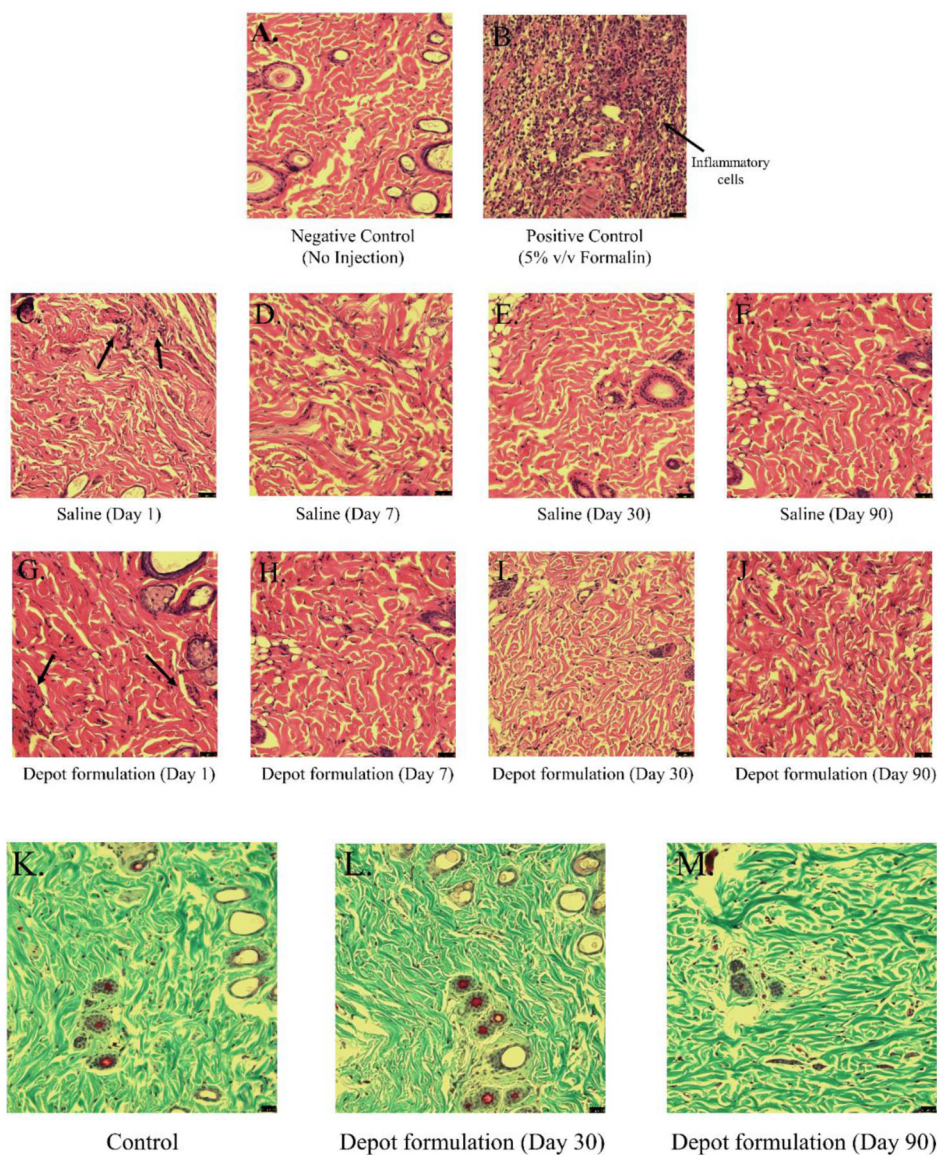 A.
B.
Inflammatory
cells
Negative Control
(No Injection)
Positive Control
(5% v/v Formalin)
C.
D.
E.
F.
Saline (Day 1)
Saline (Day 7)
Saline (Day 30)
Saline (Day 90)
G.
H.
I.
J.
Depot formulation (Day 1)
Depot formulation (Day 7)
Depot formulation (Day 30)
Depot formulation (Day 90)
K.
L.
M.
Control
Depot formulation (Day 30)
Depot formulation (Day 90)